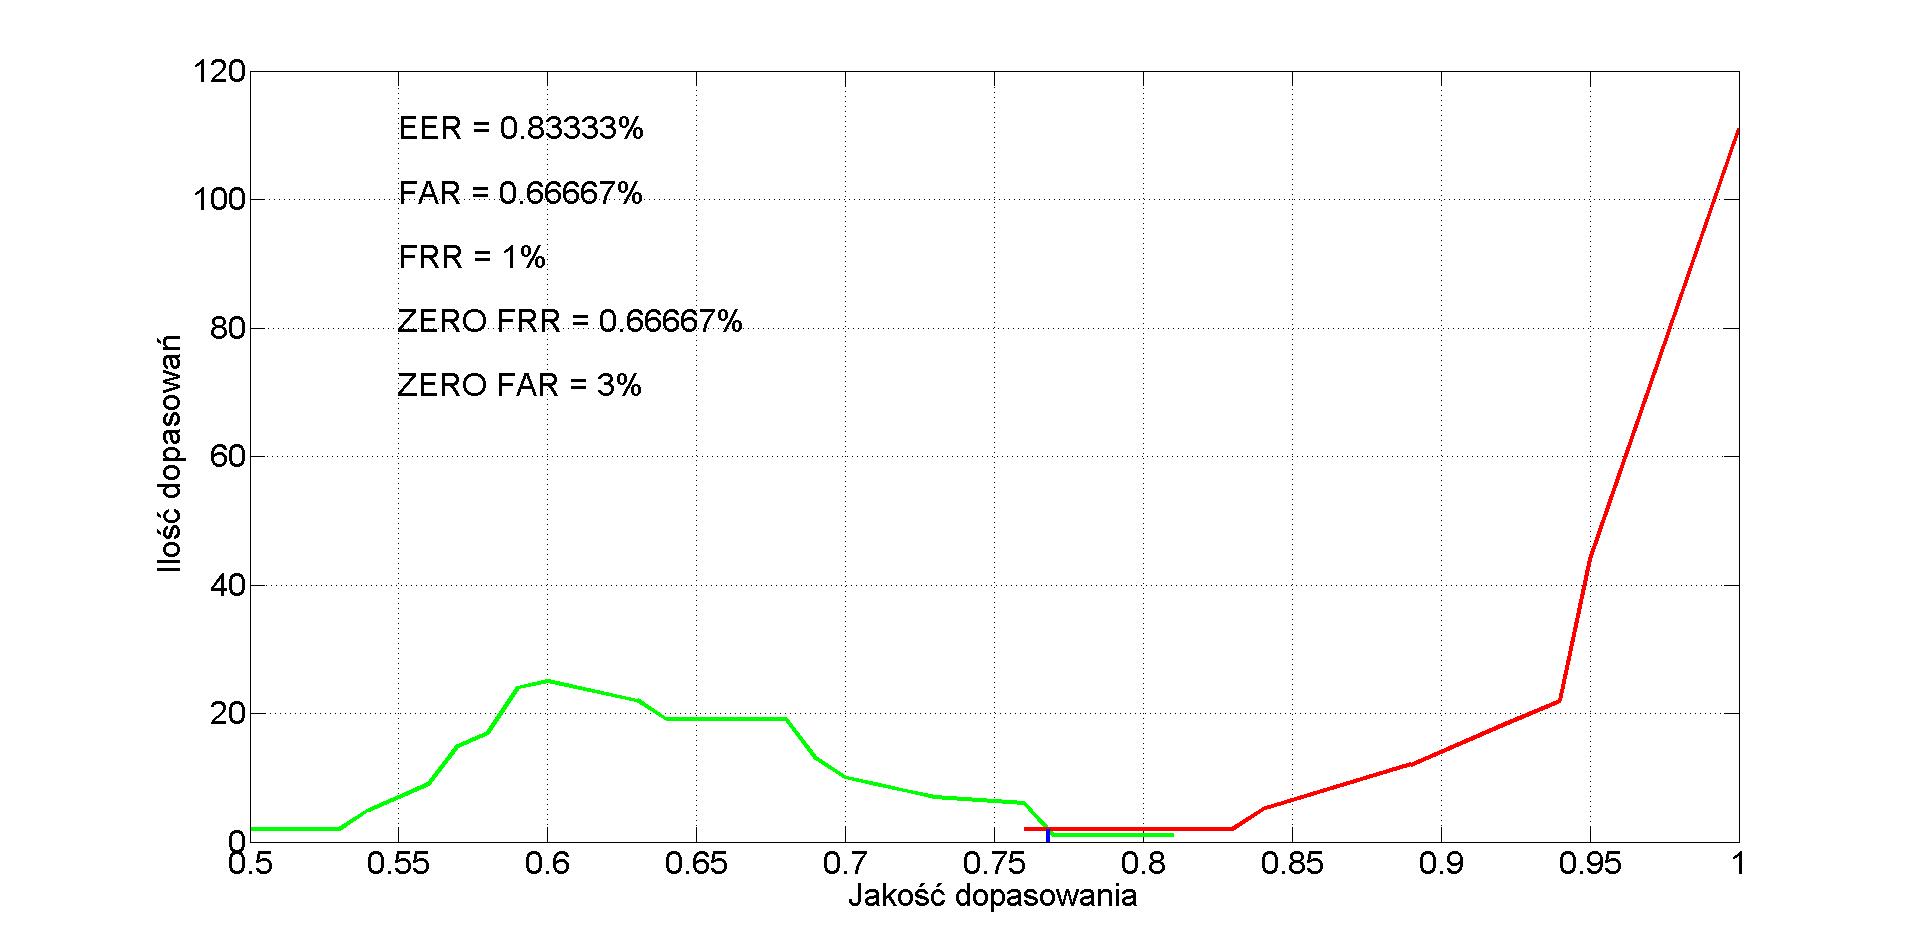 120
100
80
60
40
20
0
Ilość dopasowań
EER = 0.83333%
FAR = 0.66667%
FRR = 1%
ZERO FRR = 0.66667%
ZERO FAR = 3%
0.5 0.55 0.6 0.65 0.7 0.75 0.8 0.85 0.9 0.95 1
Jakość dopasowania